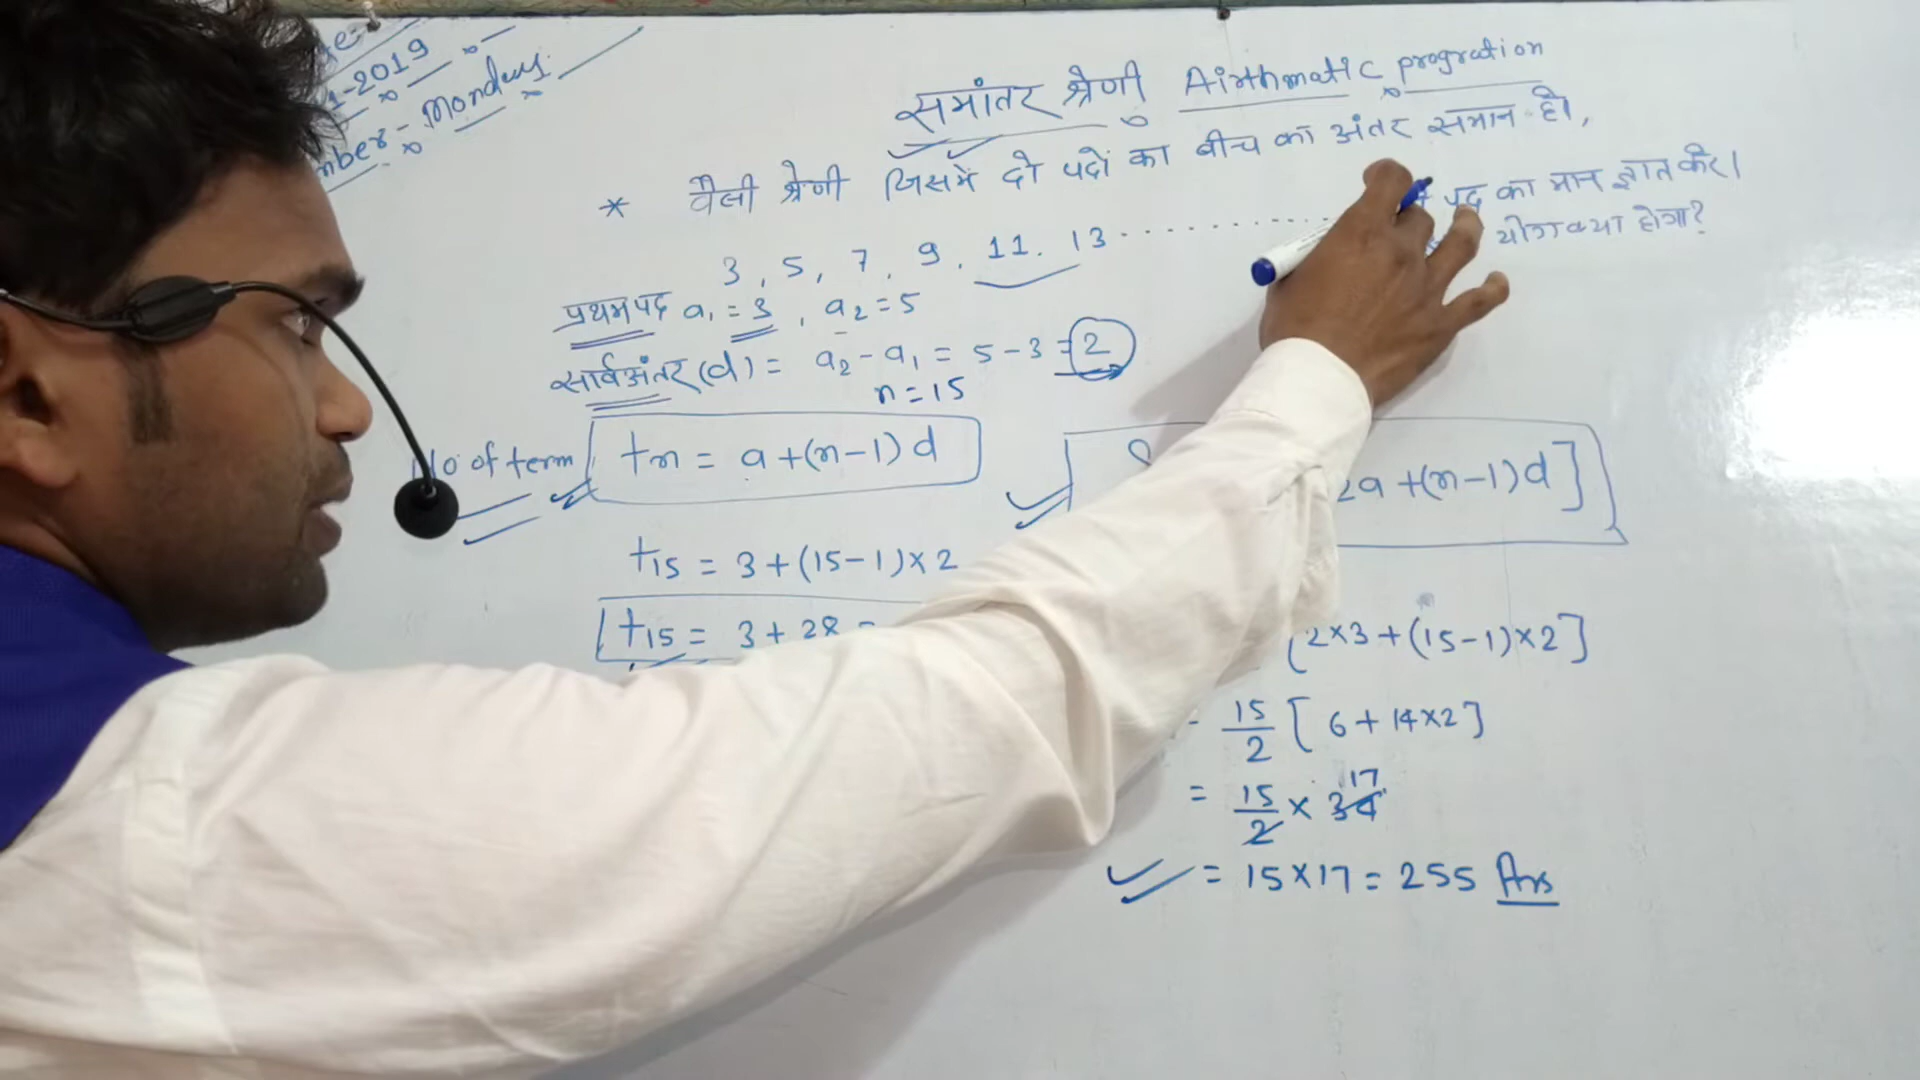 1-2019
mber - Monday
समांतर श्रेणी Airthmatic progration
* वैसी श्रेणी जिसमें दो पदों का बीच का अंतर समान हो,
3, 5, 7, 9, 11, 13 ........
पद का मान ज्ञात करें।
योग क्या होगा?
प्रथम पद a₁ = 3, a₂ = 5
सार्वअंतर (d) = a₂ - a₁ = 5 - 3 = 2
n = 15
No of term
tn = a + (n-1) d
2a + (n-1) d ]
t15 = 3 + (15-1) × 2
t15 = 3 + 28 =
[2×3 + (15-1)×2]
15/2 [ 6 + 14×2]
= 15/2 × 34 17
= 15×17 = 255 Ans